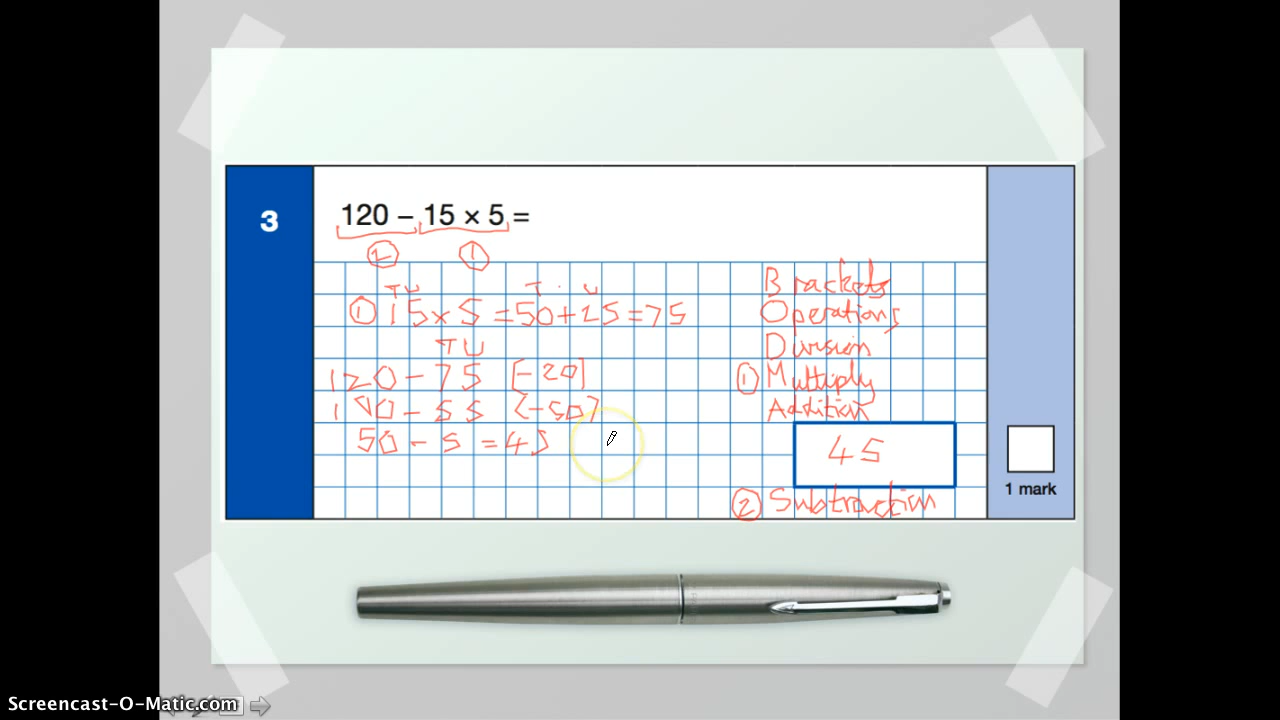 3
120 – 15 × 5 =
2 1
T U T . U
① 15 × 5 = 50 + 25 = 75
T U
120 - 75 [-20]
100 - 55 [-50]
50 - 5 = 45
Brackets
Operations
Division
① Multiply
Addition
45
② Subtraction
1 mark
Screencast-O-Matic.com